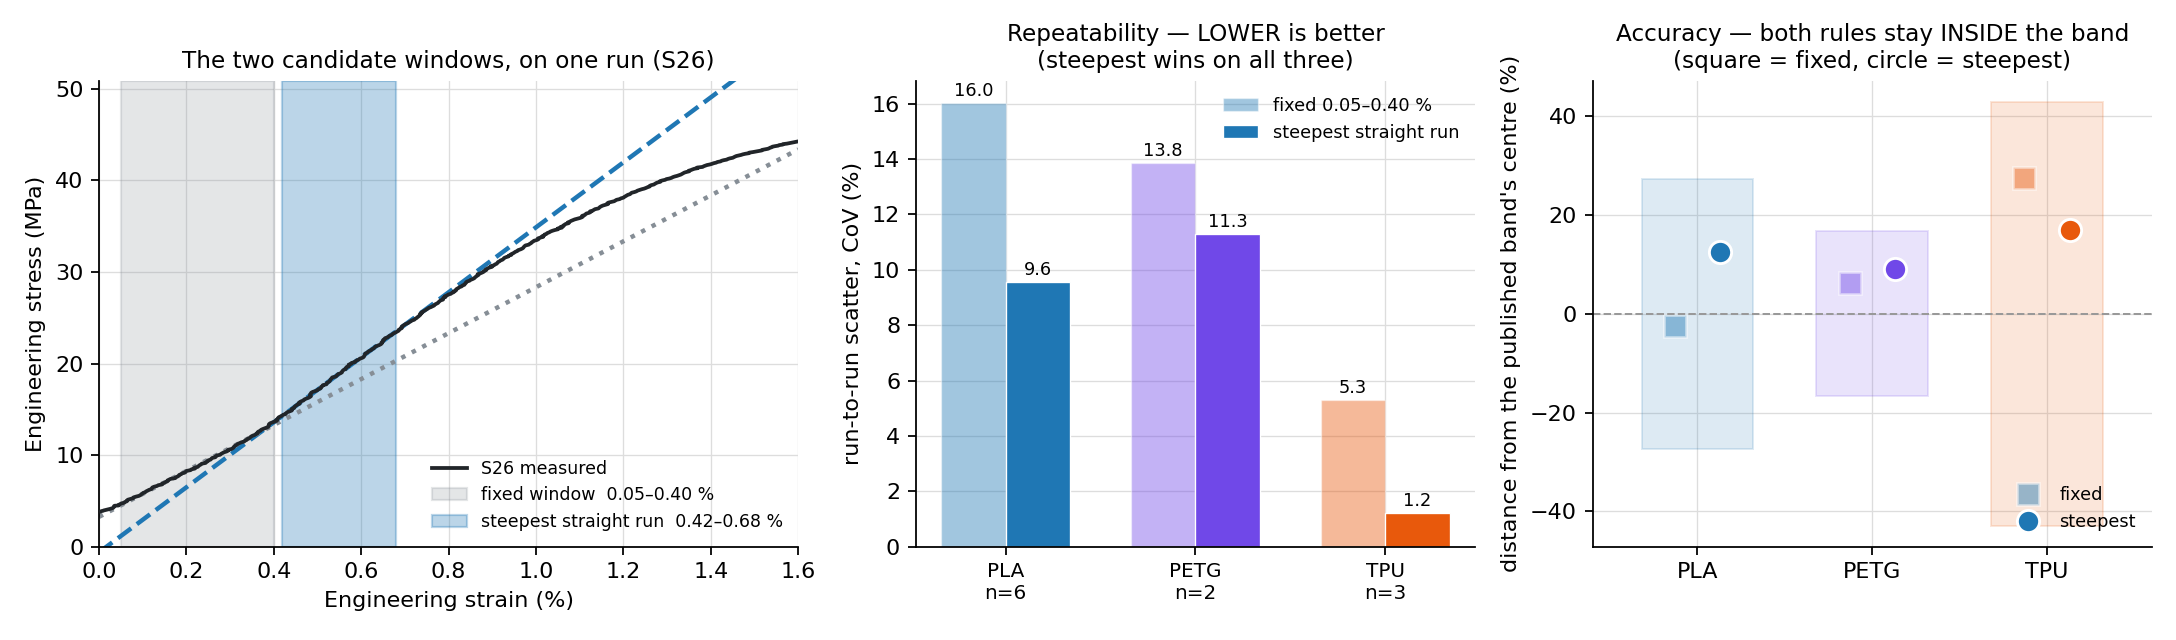 The two candidate windows, on one run (S26)
Engineering stress (MPa)
50
40
30
20
10
0
S26 measured
fixed window 0.05–0.40 %
steepest straight run 0.42–0.68 %
0.0 0.2 0.4 0.6 0.8 1.0 1.2 1.4 1.6
Engineering strain (%)
Repeatability — LOWER is better
(steepest wins on all three)
run-to-run scatter, CoV (%)
16
14
12
10
8
6
4
2
0
fixed 0.05–0.40 %
steepest straight run
16.0
9.6
13.8
11.3
5.3
1.2
PLA
n=6
PETG
n=2
TPU
n=3
Accuracy — both rules stay INSIDE the band
(square = fixed, circle = steepest)
distance from the published band's centre (%)
40
20
0
−20
−40
fixed
steepest
PLA PETG TPU